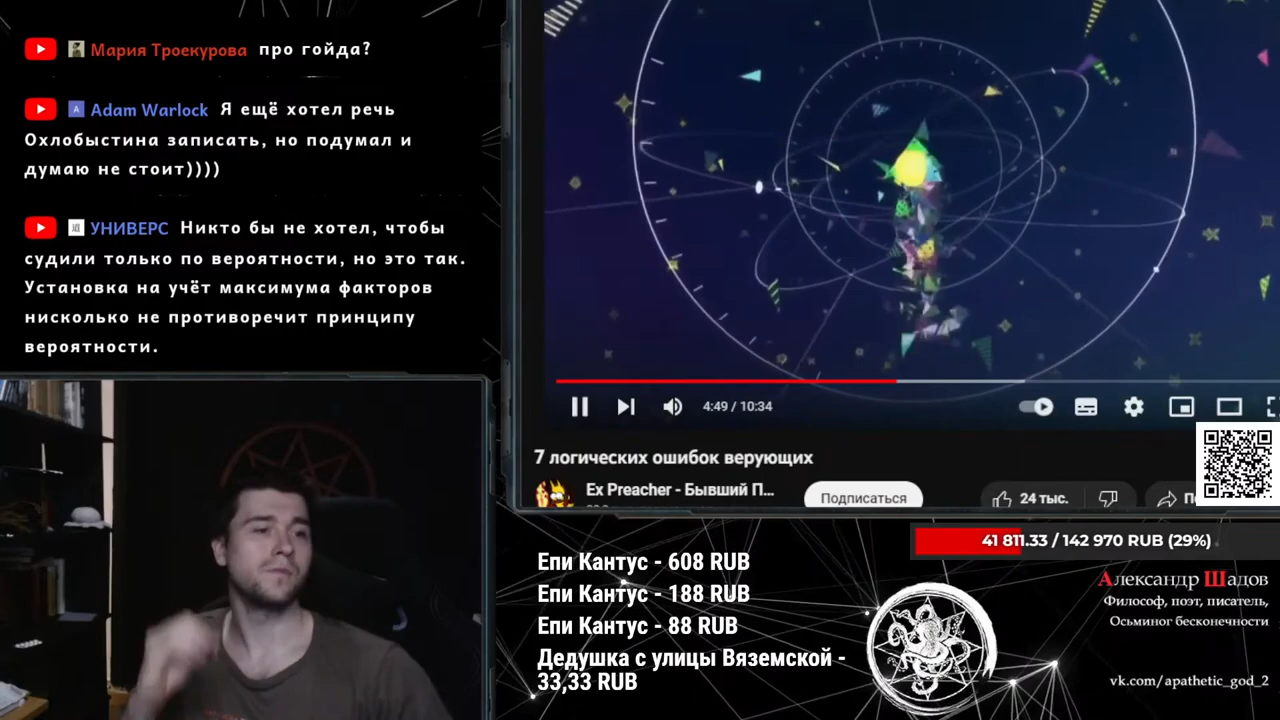 Мария Троекурова про гойда?
Adam Warlock Я ещё хотел речь
Охлобыстина записать, но подумал и
думаю не стоит))))
УНИВЕРС Никто бы не хотел, чтобы
судили только по вероятности, но это так.
Установка на учёт максимума факторов
нисколько не противоречит принципу
вероятности.
4:49 / 10:34
7 логических ошибок верующих
Ex Preacher - Бывший П...
Подписаться
24 тыс.
41 811.33 / 142 970 RUB (29%)
Епи Кантус - 608 RUB
Епи Кантус - 188 RUB
Епи Кантус - 88 RUB
Дедушка с улицы Вяземской -
33,33 RUB
Александр Шадов
Философ, поэт, писатель,
Осьминог бесконечности
vk.com/apathetic_god_2